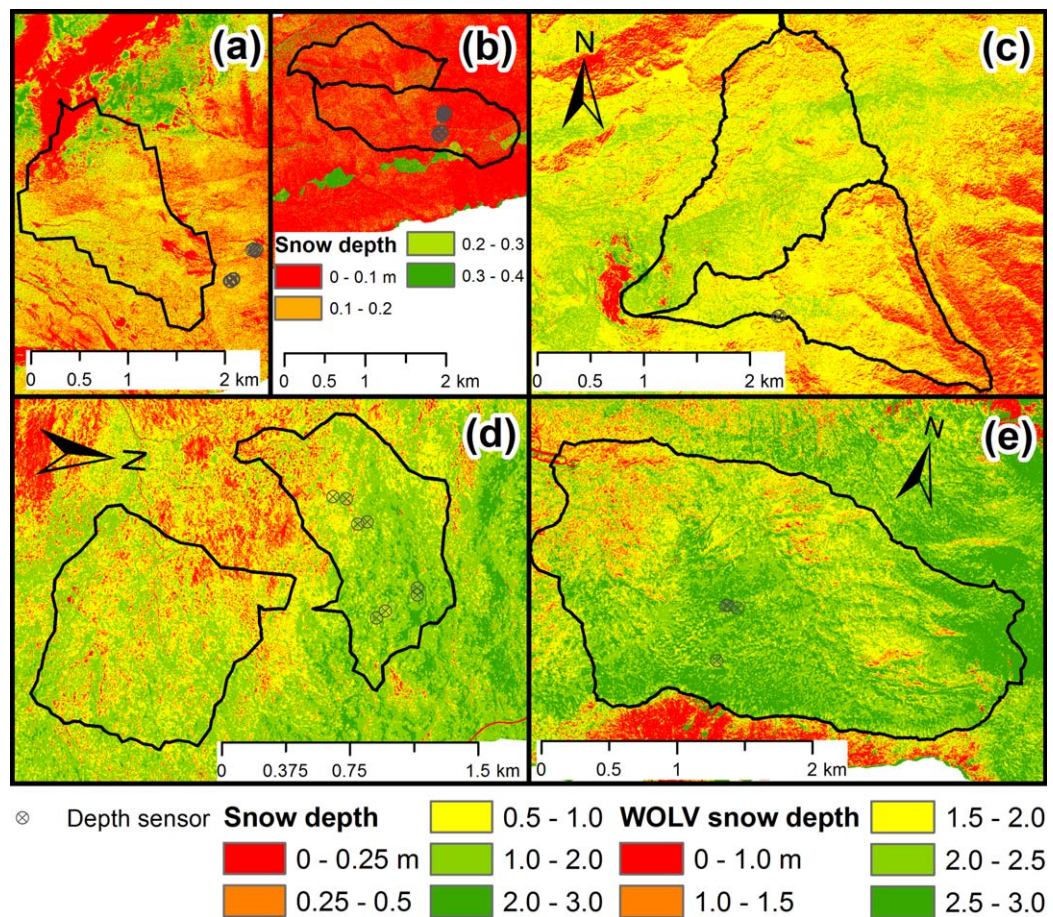 (a)
(b)
(c)
N
Snow depth
0 - 0.1 m
0.1 - 0.2
0.2 - 0.3
0.3 - 0.4
0 0.5 1 2 km
0 0.5 1 2 km
0 1 2 km
(d)
N
(e)
N
0 0.375 0.75 1.5 km
0 0.5 1 2 km
Depth sensor
Snow depth
0 - 0.25 m
0.25 - 0.5
0.5 - 1.0
1.0 - 2.0
2.0 - 3.0
WOLV snow depth
0 - 1.0 m
1.0 - 1.5
1.5 - 2.0
2.0 - 2.5
2.5 - 3.0